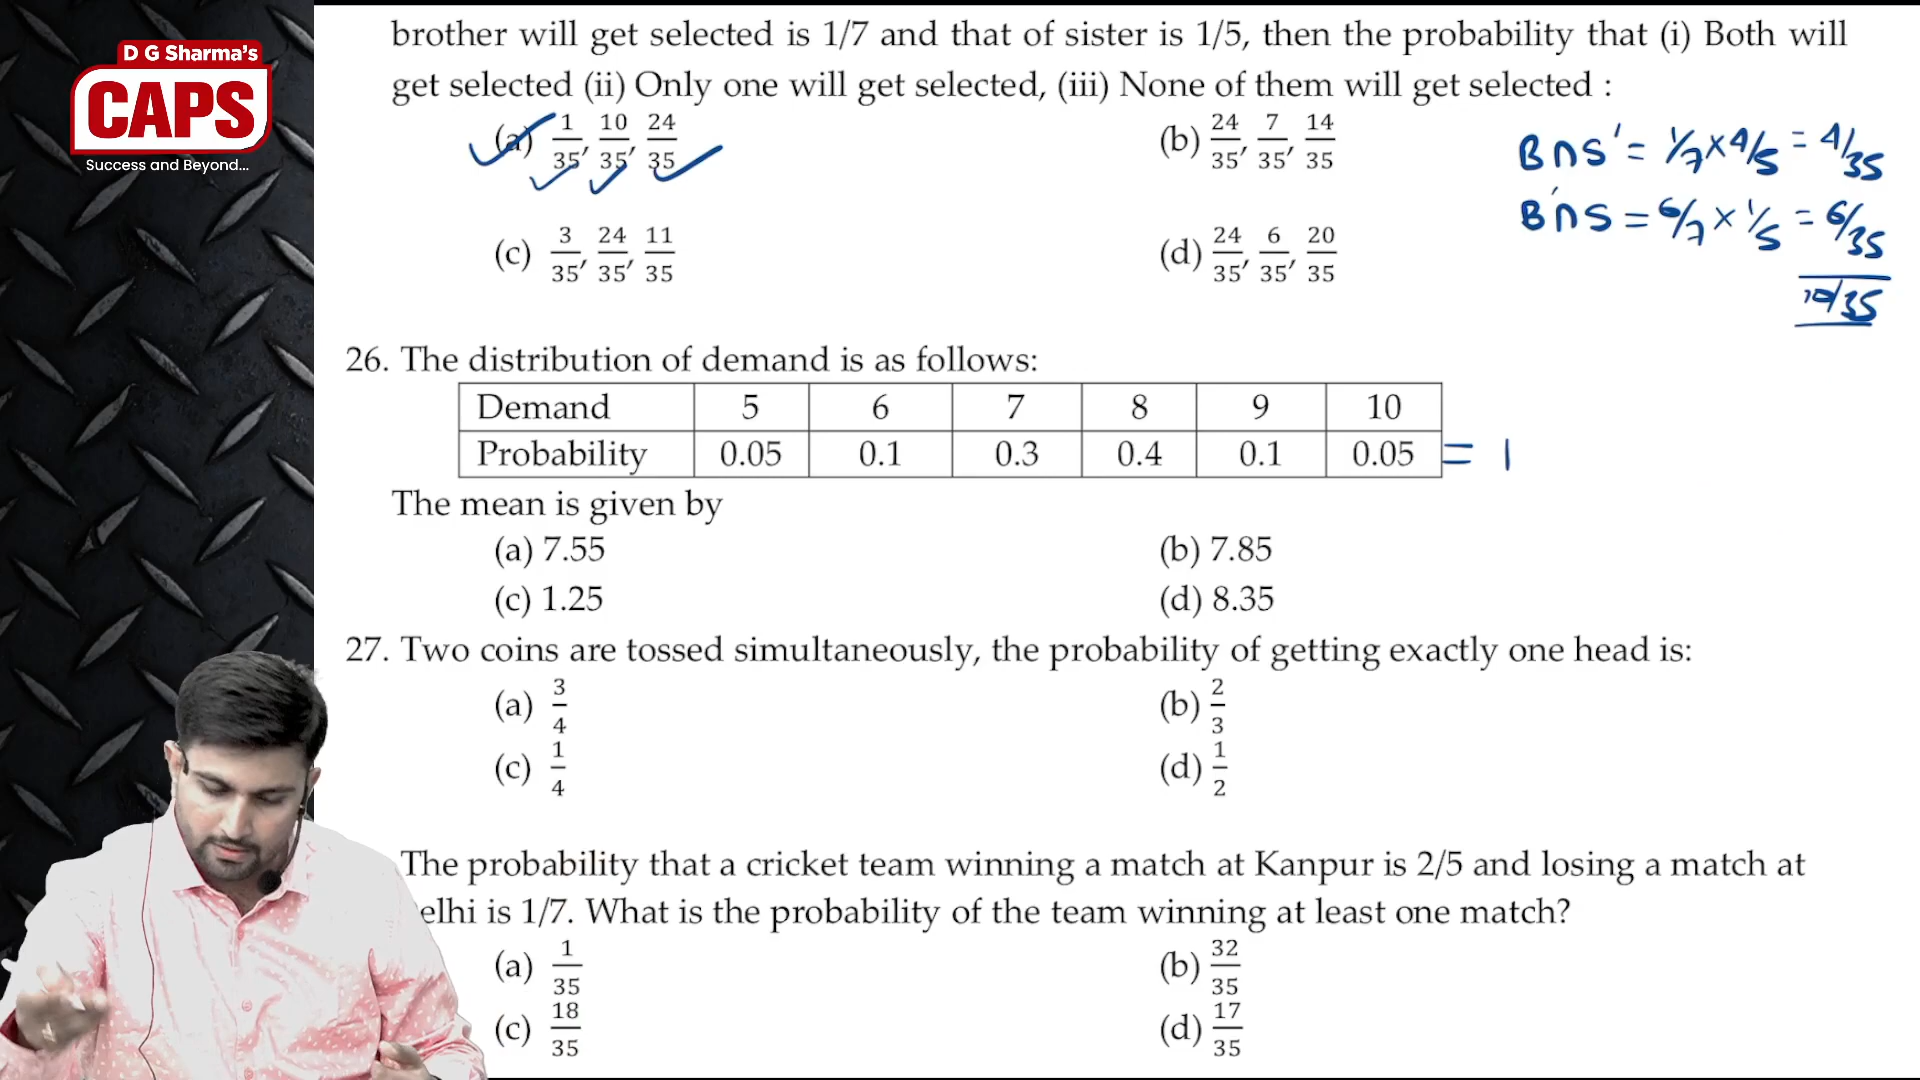 D G Sharma's
CAPS
Success and Beyond...
brother will get selected is 1/7 and that of sister is 1/5, then the probability that (i) Both will
get selected (ii) Only one will get selected, (iii) None of them will get selected :
(a) 1/35, 10/35, 24/35
(b) 24/35, 7/35, 14/35
(c) 3/35, 24/35, 11/35
(d) 24/35, 6/35, 20/35
B∩S' = 1/7 × 4/5 = 4/35
B'∩S = 6/7 × 1/5 = 6/35
10/35
26. The distribution of demand is as follows:
Demand 5 6 7 8 9 10
Probability 0.05 0.1 0.3 0.4 0.1 0.05 = 1
The mean is given by
(a) 7.55
(b) 7.85
(c) 1.25
(d) 8.35
27. Two coins are tossed simultaneously, the probability of getting exactly one head is:
(a) 3/4
(b) 2/3
(c) 1/4
(d) 1/2
The probability that a cricket team winning a match at Kanpur is 2/5 and losing a match at
elhi is 1/7. What is the probability of the team winning at least one match?
(a) 1/35
(b) 32/35
(c) 18/35
(d) 17/35